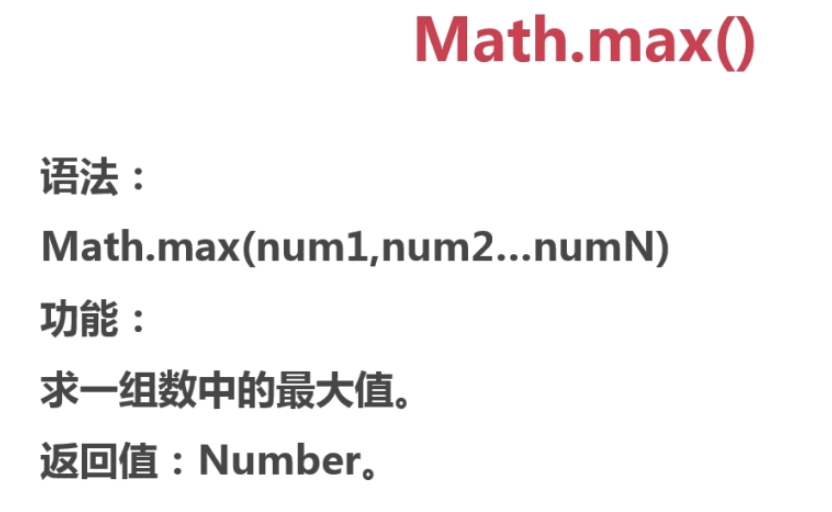 Math.max()
语法：
Math.max(num1,num2...numN)
功能：
求一组数中的最大值。
返回值：Number。